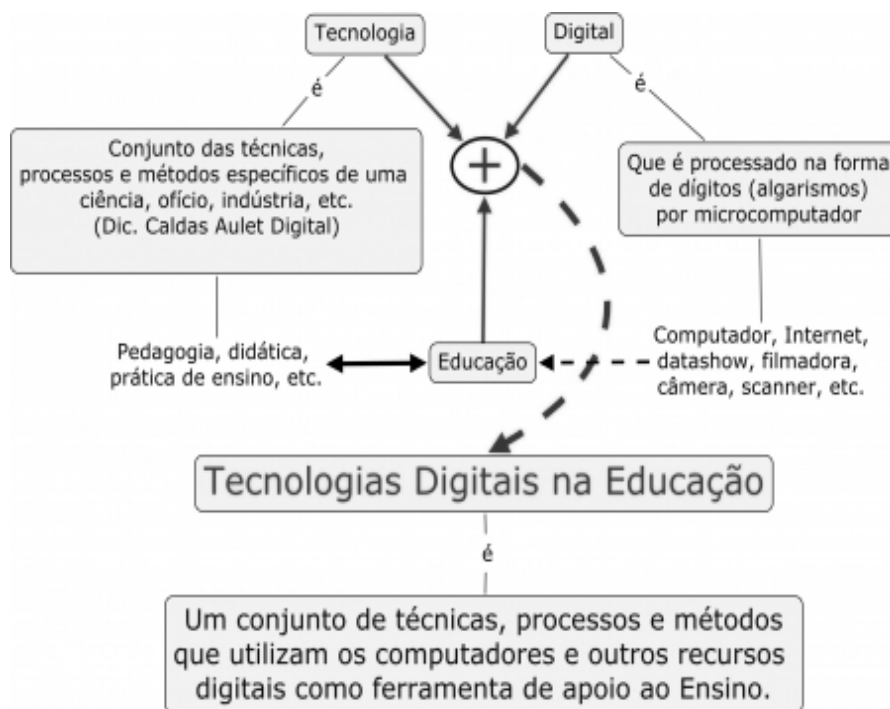 Tecnologia
Digital
é
é
Conjunto das técnicas,
processos e métodos específicos de uma
ciência, ofício, indústria, etc.
(Dic. Caldas Aulet Digital)
+
Que é processado na forma
de dígitos (algarismos)
por microcomputador
Pedagogia, didática,
prática de ensino, etc.
Educação
Computador, Internet,
datashow, filmadora,
câmera, scanner, etc.
Tecnologias Digitais na Educação
é
Um conjunto de técnicas, processos e métodos
que utilizam os computadores e outros recursos
digitais como ferramenta de apoio ao Ensino.